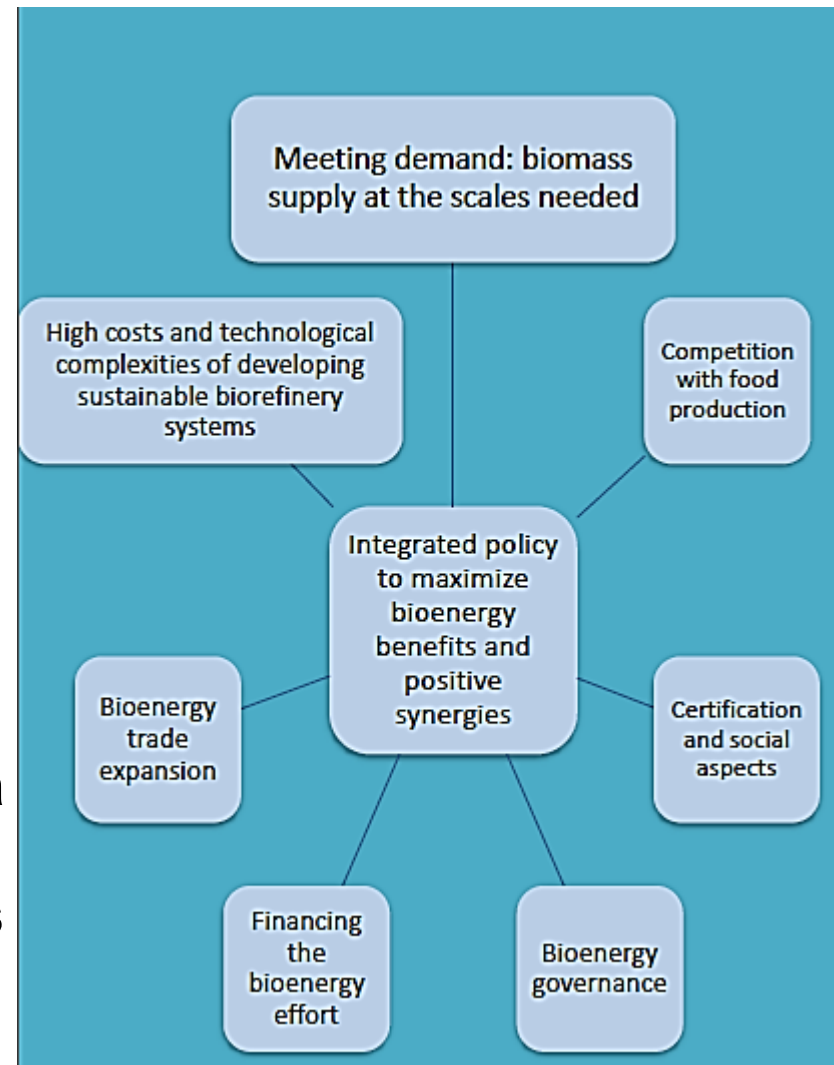 Meeting demand: biomass
supply at the scales needed
High costs and technological
complexities of developing
sustainable biorefinery
systems
Competition
with food
production
Integrated policy
to maximize
bioenergy
benefits and
positive
synergies
Bioenergy
trade
expansion
Certification
and social
aspects
Financing
the
bioenergy
effort
Bioenergy
governance